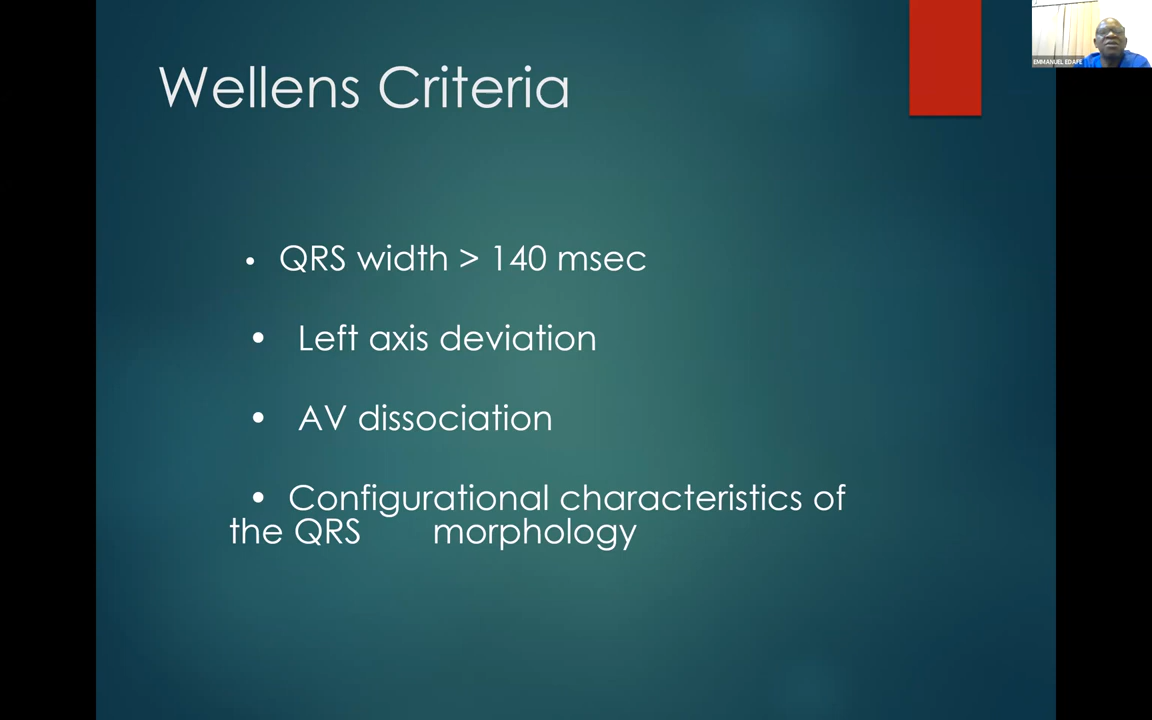 Wellens Criteria
EMMANUEL EDAFE
• QRS width > 140 msec
• Left axis deviation
• AV dissociation
• Configurational characteristics of
the QRS morphology